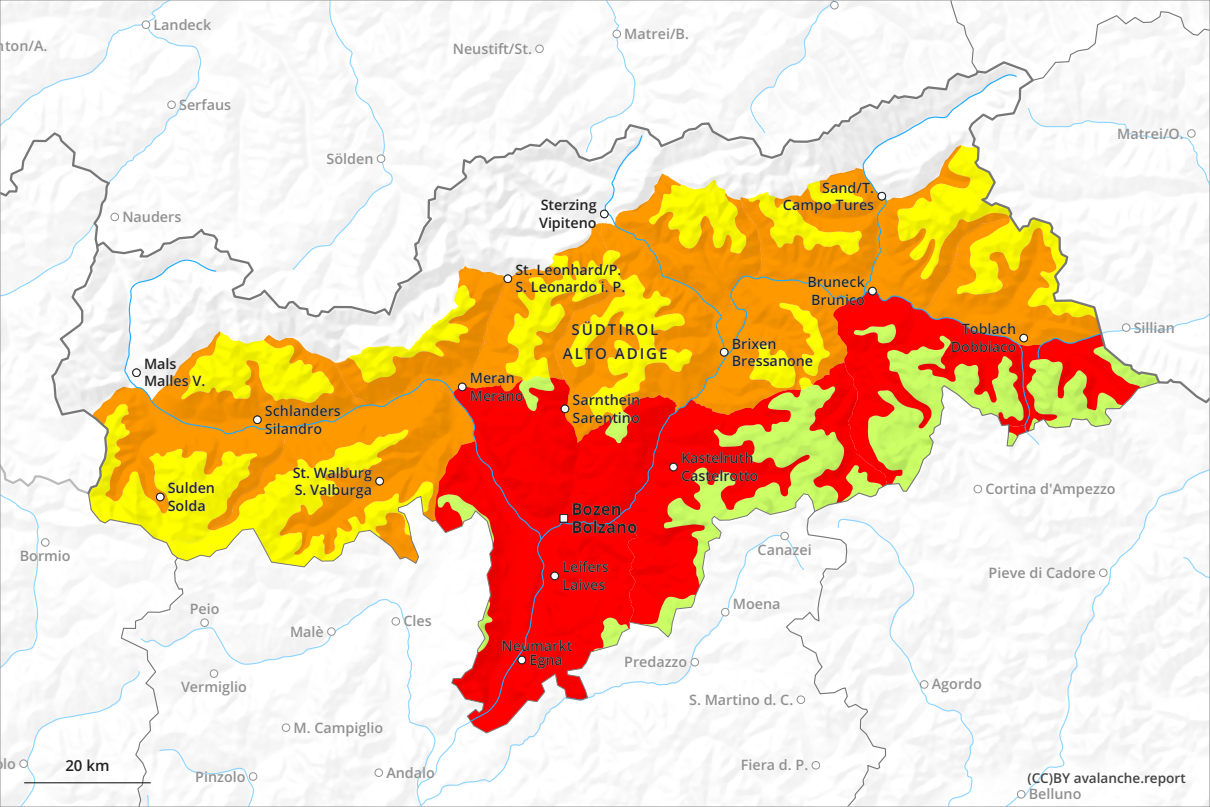 Landeck
nton/A.
Neustift/St.
Matrei/B.
Serfaus
Matrei/O.
Sölden
Sand/T.
Campo Tures
Sterzing
Vipiteno
Nauders
St. Leonhard/P.
S. Leonardo i. P.
Bruneck
Brunico
SÜDTIROL
ALTO ADIGE
Toblach
Dobbiaco
Sillian
Brixen
Bressanone
Mals
Malles V.
Meran
Merano
Schlanders
Silandro
Sarnthein
Sarentino
St. Walburg
S. Valburga
Kastelruth
Castelrotto
Sulden
Solda
Cortina d'Ampezzo
Bozen
Bolzano
Bormio
Canazei
Leifers
Laives
Pieve di Cadore
Peio
Moena
Cles
Malè
Neumarkt
Egna
Predazzo
Vermiglio
Agordo
S. Martino d. C.
M. Campiglio
20 km
Fiera d. P.
olo
Pinzolo
Andalo
(CC)BY avalanche.report
Belluno